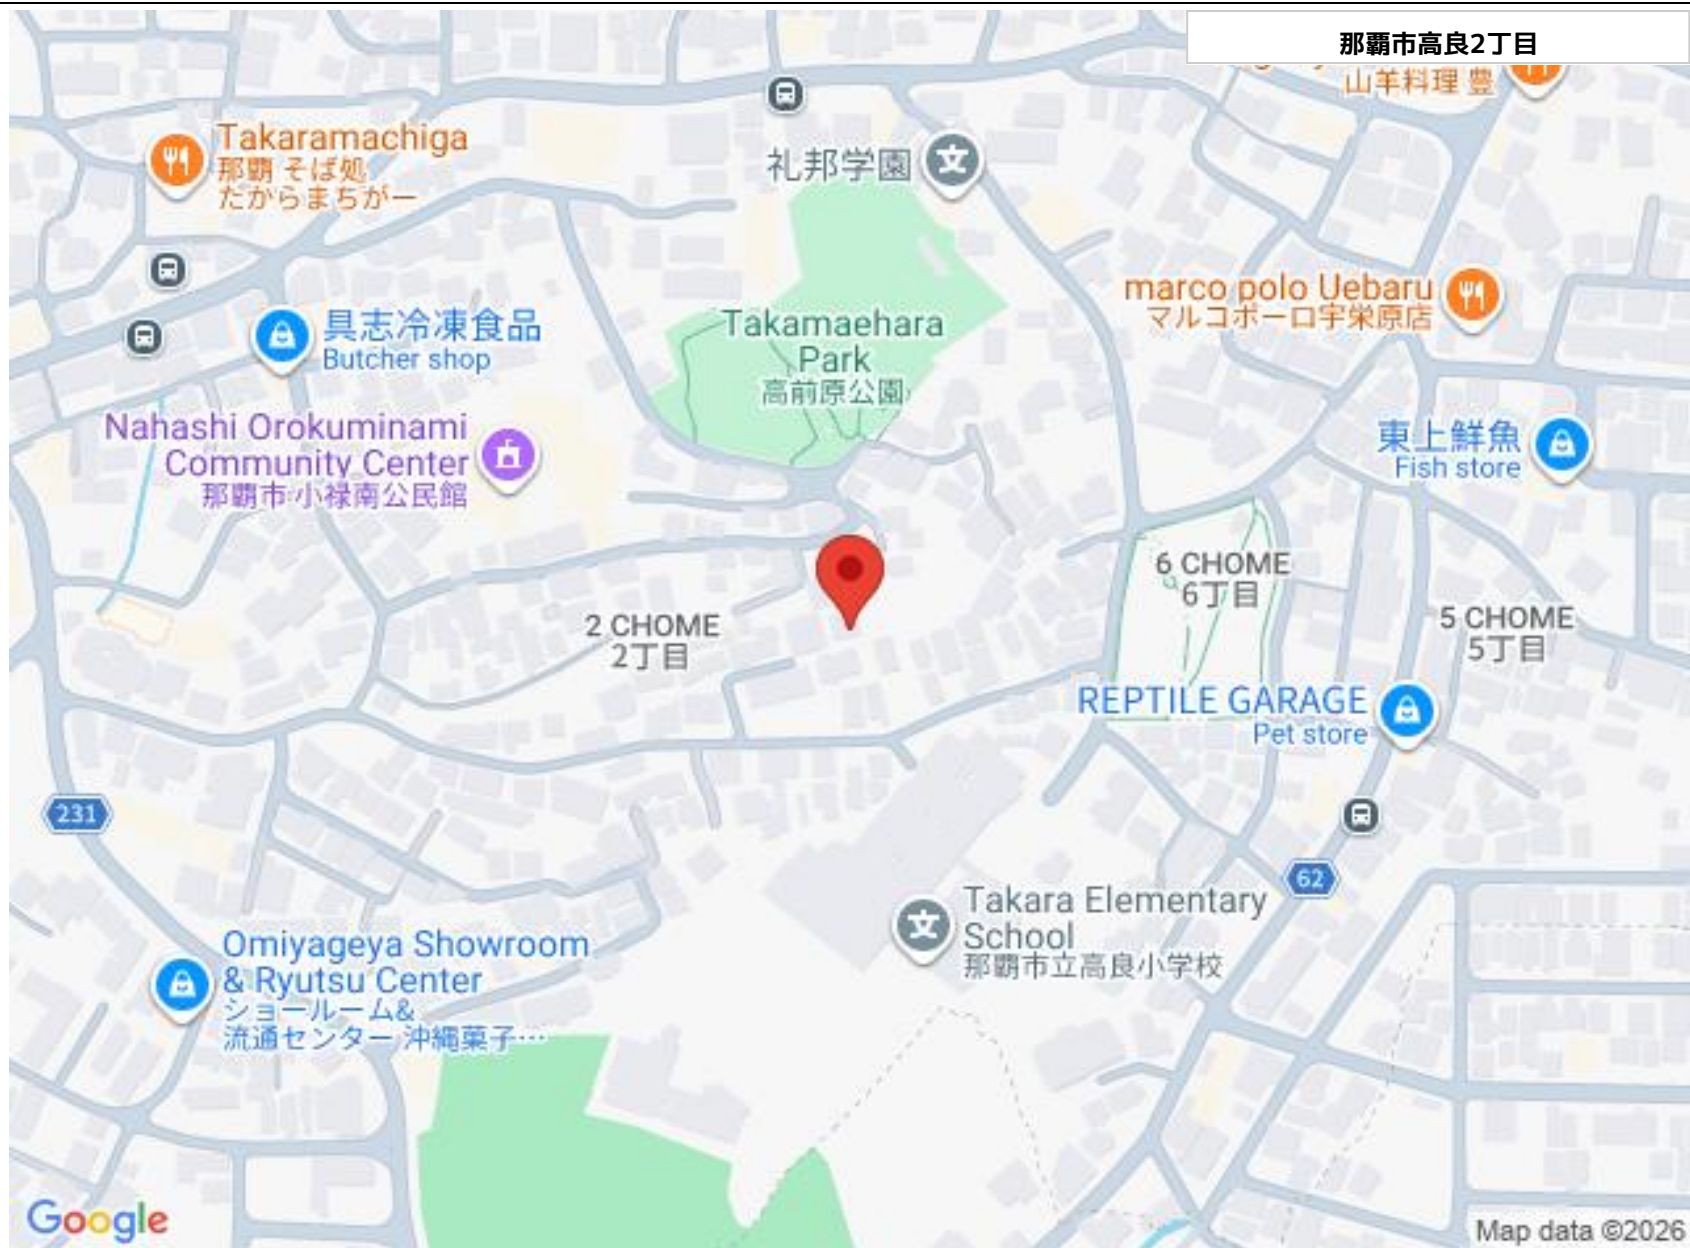 那覇市高良2丁目
山羊料理 豊
Takaramachiga
那覇 そば処
たからまちがー
礼邦学園
marco polo Uebaru
マルコポーロ宇栄原店
具志冷凍食品
Butcher shop
Takamaehara
Park
高前原公園
Nahashi Orokuminami
Community Center
那覇市 小禄南公民館
東上鮮魚
Fish store
6 CHOME
6丁目
2 CHOME
2丁目
5 CHOME
5丁目
REPTILE GARAGE
Pet store
231
62
Takara Elementary
School
那覇市立高良小学校
Omiyageya Showroom
& Ryutsu Center
ショールーム&
流通センター 沖縄菓子…
Google
Map data ©2026